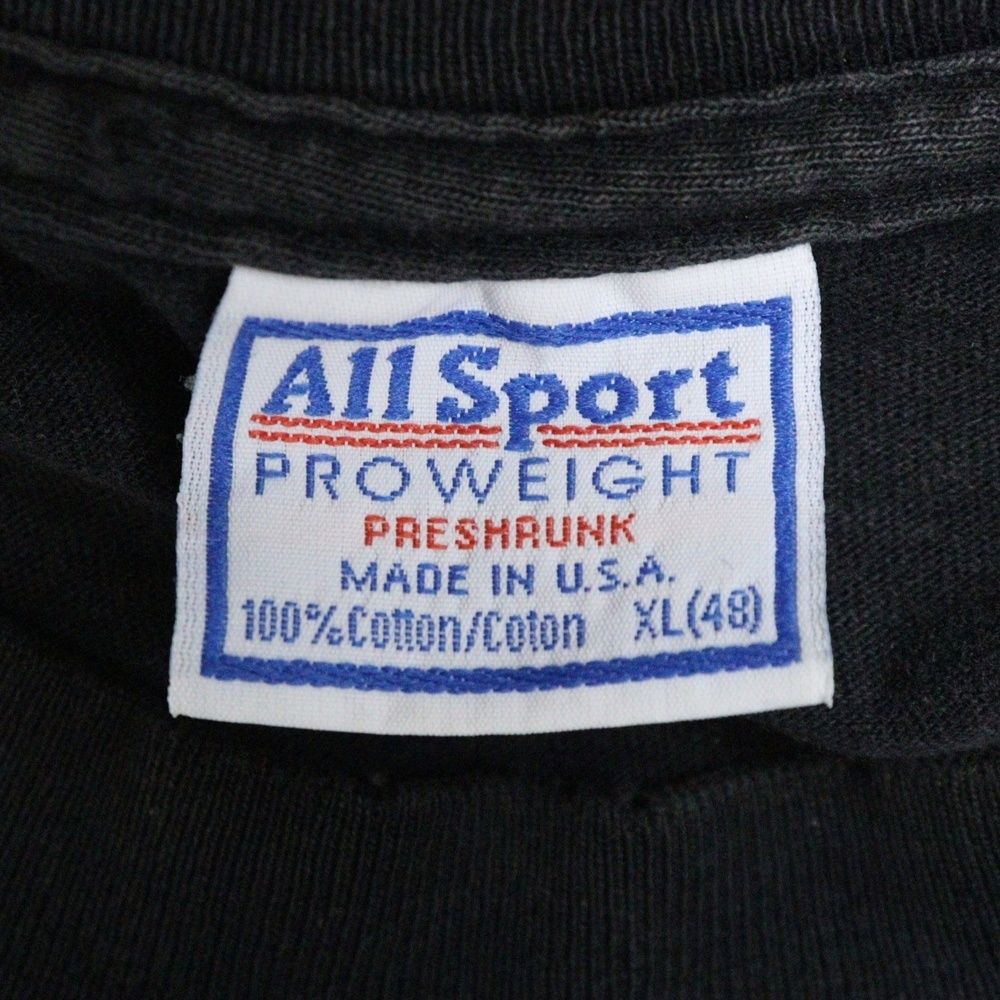 All Sport
PROWEIGHT
PRESHRUNK
MADE IN U.S.A.
100% Cotton/Coton XL(48)